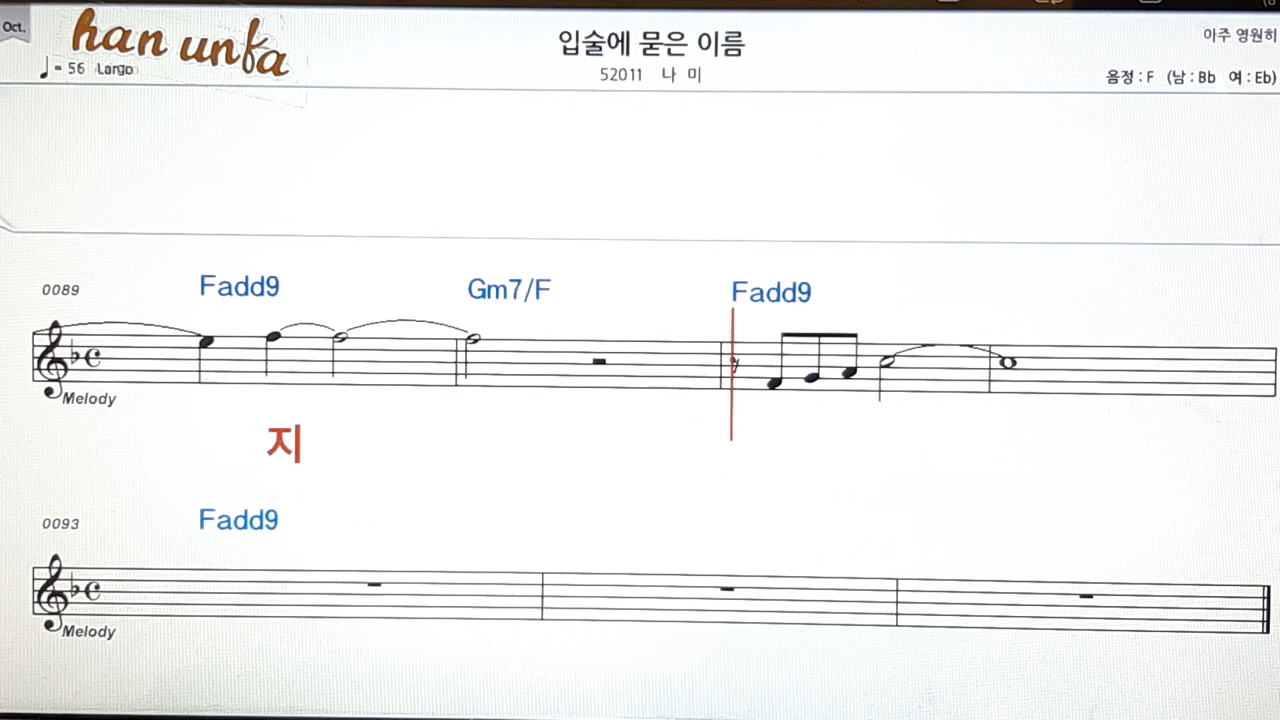 Oct.
han unfa
입술에 묻은 이름
아주 영원히
♩= 56 Largo
52011 나 미
음정 : F (남 : Bb 여 : Eb)
0089 Fadd9 Gm7/F Fadd9
Melody
지
0093 Fadd9
Melody